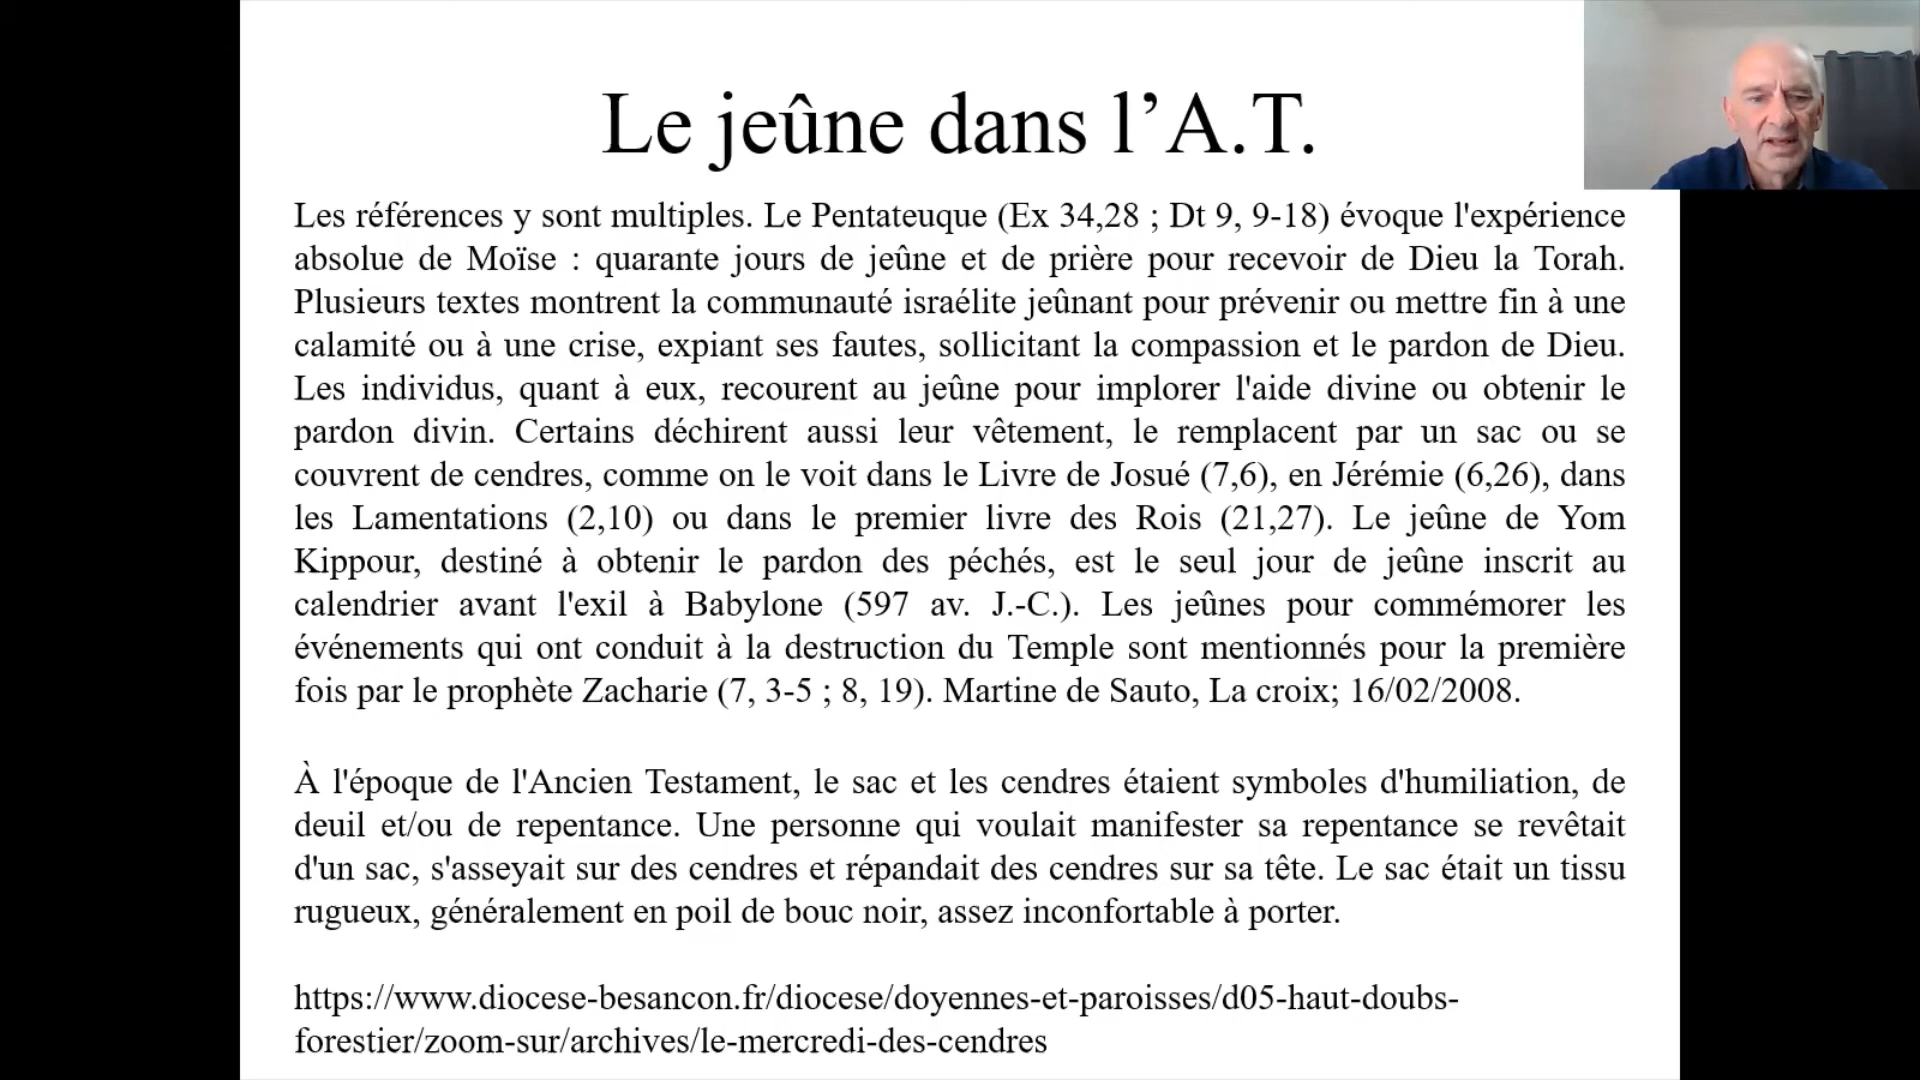 Le jeûne dans l’A.T.
Les références y sont multiples. Le Pentateuque (Ex 34,28 ; Dt 9, 9-18) évoque l'expérience
absolue de Moïse : quarante jours de jeûne et de prière pour recevoir de Dieu la Torah.
Plusieurs textes montrent la communauté israélite jeûnant pour prévenir ou mettre fin à une
calamité ou à une crise, expiant ses fautes, sollicitant la compassion et le pardon de Dieu.
Les individus, quant à eux, recourent au jeûne pour implorer l'aide divine ou obtenir le
pardon divin. Certains déchirent aussi leur vêtement, le remplacent par un sac ou se
couvrent de cendres, comme on le voit dans le Livre de Josué (7,6), en Jérémie (6,26), dans
les Lamentations (2,10) ou dans le premier livre des Rois (21,27). Le jeûne de Yom
Kippour, destiné à obtenir le pardon des péchés, est le seul jour de jeûne inscrit au
calendrier avant l'exil à Babylone (597 av. J.-C.). Les jeûnes pour commémorer les
événements qui ont conduit à la destruction du Temple sont mentionnés pour la première
fois par le prophète Zacharie (7, 3-5 ; 8, 19). Martine de Sauto, La croix; 16/02/2008.
À l'époque de l'Ancien Testament, le sac et les cendres étaient symboles d'humiliation, de
deuil et/ou de repentance. Une personne qui voulait manifester sa repentance se revêtait
d'un sac, s'asseyait sur des cendres et répandait des cendres sur sa tête. Le sac était un tissu
rugueux, généralement en poil de bouc noir, assez inconfortable à porter.
https://www.diocese-besancon.fr/diocese/doyennes-et-paroisses/d05-haut-doubs-
forestier/zoom-sur/archives/le-mercredi-des-cendres